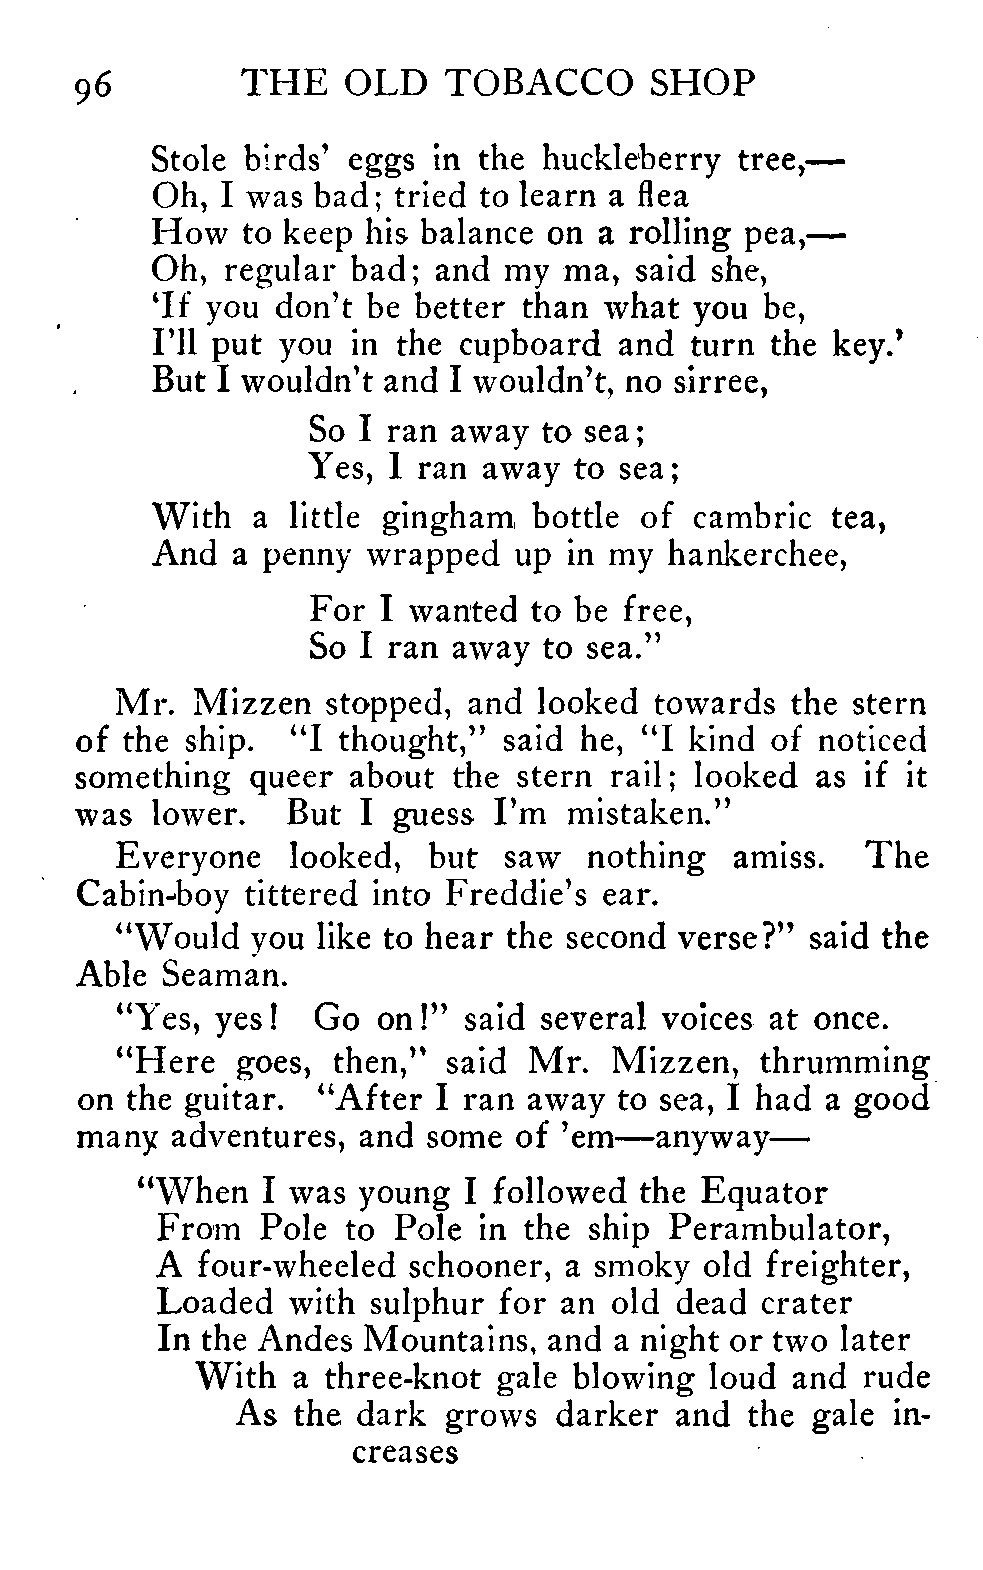 96 THE OLD TOBACCO SHOP
Stole birds' eggs in the huckleberry tree,—
Oh, I was bad; tried to learn a flea
How to keep his balance on a rolling pea,—
Oh, regular bad; and my ma, said she,
'If you don't be better than what you be,
I'll put you in the cupboard and turn the key.'
But I wouldn't and I wouldn't, no sirree,
So I ran away to sea;
Yes, I ran away to sea;
With a little gingham bottle of cambric tea,
And a penny wrapped up in my hankerchee,
For I wanted to be free,
So I ran away to sea."
Mr. Mizzen stopped, and looked towards the stern
of the ship. "I thought," said he, "I kind of noticed
something queer about the stern rail; looked as if it
was lower. But I guess I'm mistaken."
Everyone looked, but saw nothing amiss. The
Cabin-boy tittered into Freddie's ear.
"Would you like to hear the second verse?" said the
Able Seaman.
"Yes, yes! Go on!" said several voices at once.
"Here goes, then," said Mr. Mizzen, thrumming
on the guitar. "After I ran away to sea, I had a good
many adventures, and some of 'em—anyway—
"When I was young I followed the Equator
From Pole to Pole in the ship Perambulator,
A four-wheeled schooner, a smoky old freighter,
Loaded with sulphur for an old dead crater
In the Andes Mountains, and a night or two later
With a three-knot gale blowing loud and rude
As the dark grows darker and the gale in-
creases